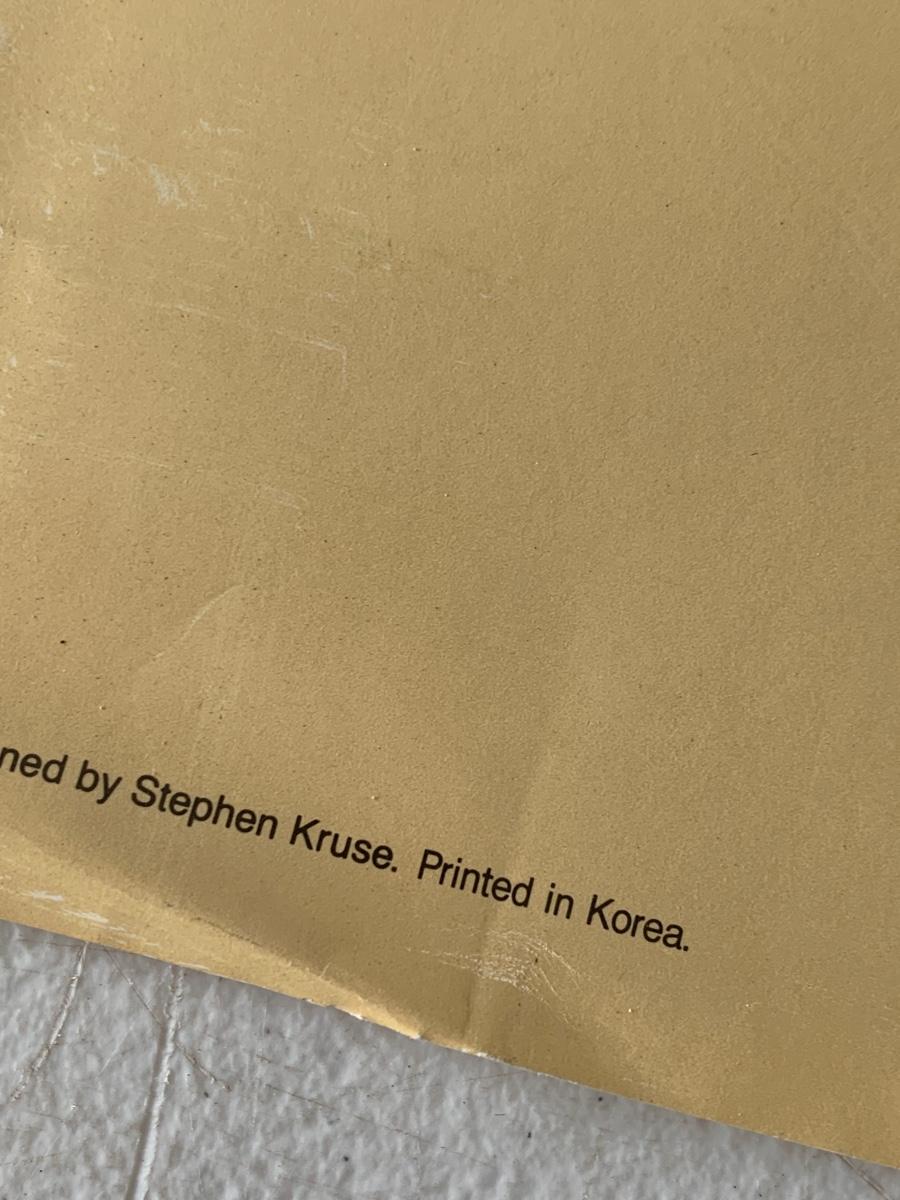 ned by Stephen Kruse. Printed in Korea.